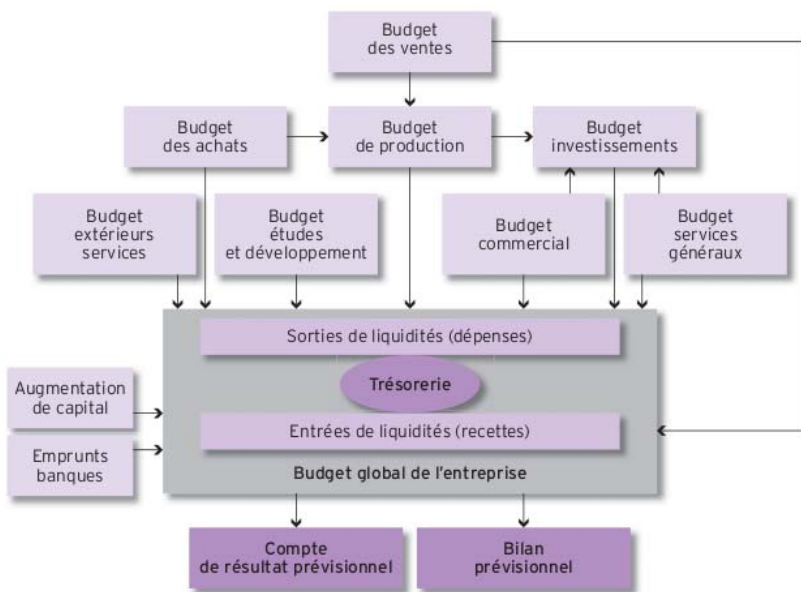 Budget
des ventes
Budget
des achats
Budget
de production
Budget
investissements
Budget
extérieurs
services
Budget
études
et développement
Budget
commercial
Budget
services
généraux
Sorties de liquidités (dépenses)
Trésorerie
Entrées de liquidités (recettes)
Budget global de l'entreprise
Augmentation
de capital
Emprunts
banques
Compte
de résultat prévisionnel
Bilan
prévisionnel